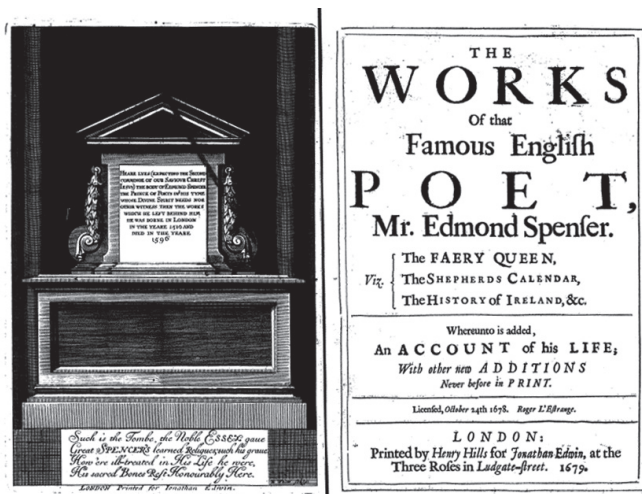 HEARE LYES (EXPECTING THE SECOND
COMMINGE OF OUR SAVIOUR CHRIST
IESVS) THE BODY OF EDMOND SPENCER
THE PRINCE OF POETS IN HIS TYME
WHOSE DIVINE SPIRIT NEEDS NOE
OTHIR WITNESSE THEN THE WORKS
WHICH HE LEFT BEHIND HIM,
HE WAS BORNE IN LONDON
IN THE YEARE 1510 AND
DIED IN THE YEARE
1596
Such is the Tombe, the Noble ESSEX gaue
Great SPENCER'S learned Reliques, such his graue
How ere ill-treated in His Life he were,
His sacred Bones Rest Honourably Here.
LONDON Printed for Jonathan Edwin.
THE
WORKS
Of that
Famous Engliſh
POET,
Mr. Edmond Spenſer.
The FAERY QUEEN,
Viz. The SHEPHERDS CALENDAR,
The HISTORY of IRELAND, &c.
Whereunto is added,
An ACCOUNT of his LIFE;
With other new ADDITIONS
Never before in PRINT.
Licenſed, October 24th 1678. Roger L'Eſtrange.
LONDON:
Printed by Henry Hills for Jonathan Edwin, at the
Three Roſes in Ludgate-ſtreet. 1679.